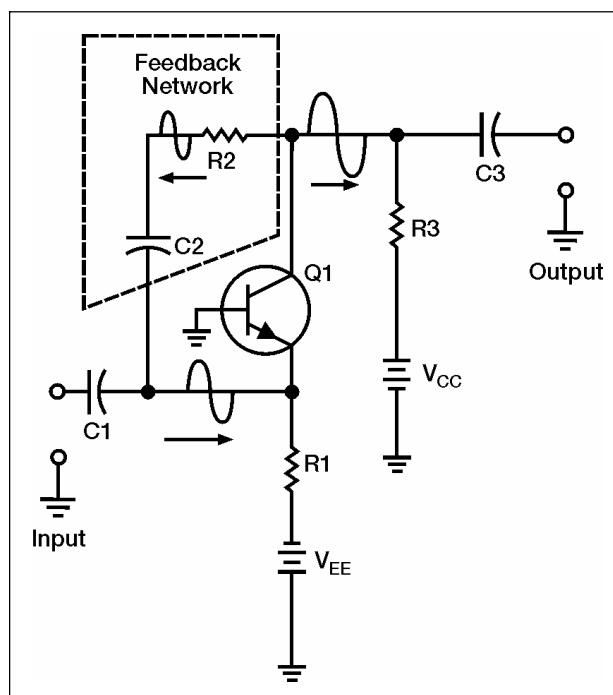 Feedback
Network
R2
C3
R3
C2
Output
Q1
V_CC
C1
R1
Input
V_EE